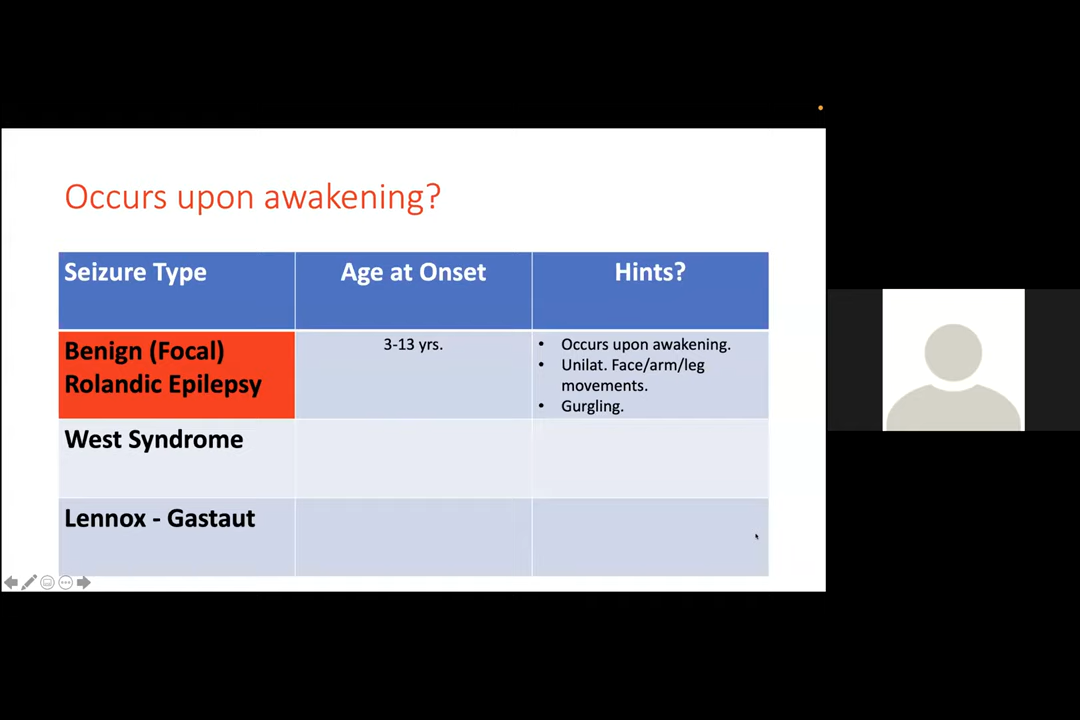 Occurs upon awakening?
Seizure Type
Age at Onset
Hints?
Benign (Focal)
Rolandic Epilepsy
3-13 yrs.
• Occurs upon awakening.
• Unilat. Face/arm/leg
movements.
• Gurgling.
West Syndrome
Lennox - Gastaut